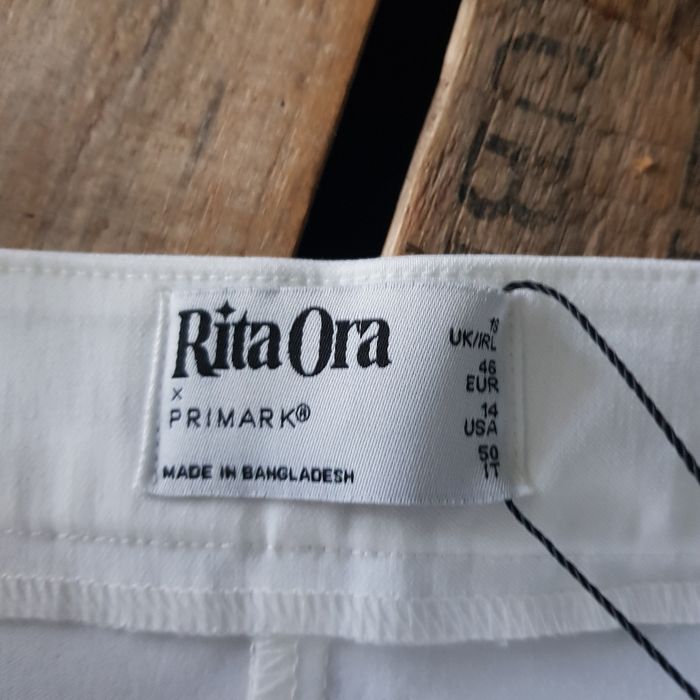 Rita Ora
x
PRIMARK®
MADE IN BANGLADESH
18
UK/IRL
46
EUR
14
USA
50
IT